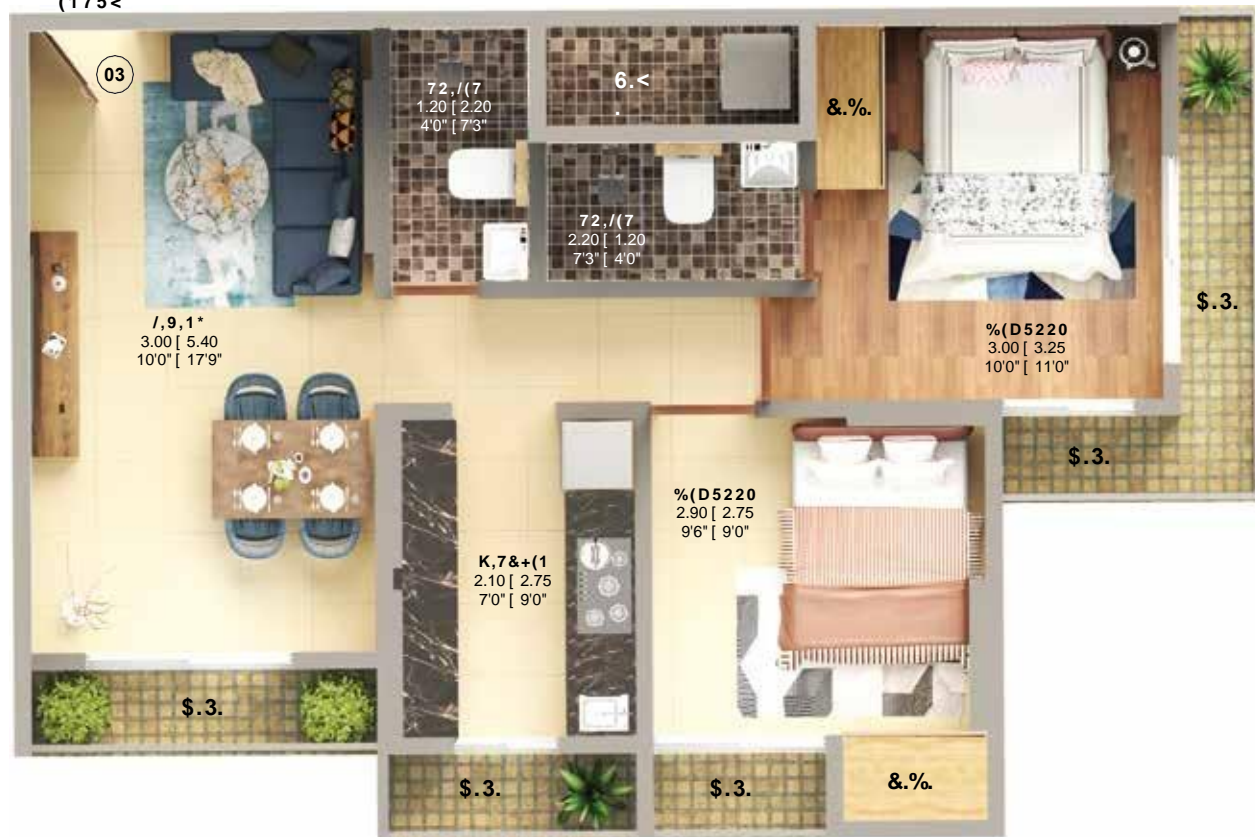 (175<
03
72,/(7
1.20 [ 2.20
4'0" [ 7'3"
6.<
.
&.%.
72,/(7
2.20 [ 1.20
7'3" [ 4'0"
$.3.
/,9,1*
3.00 [ 5.40
10'0" [ 17'9"
%(D5220
3.00 [ 3.25
10'0" [ 11'0"
$.3.
%(D5220
2.90 [ 2.75
9'6" [ 9'0"
K,7&+(1
2.10 [ 2.75
7'0" [ 9'0"
$.3.
$.3.
$.3.
&.%.